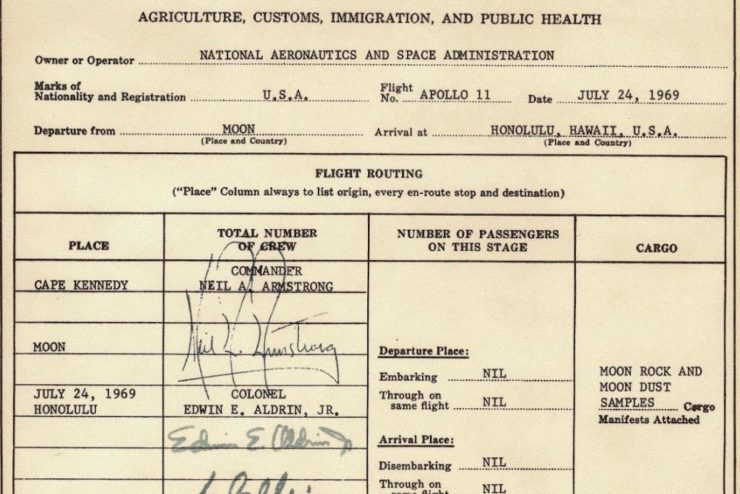 AGRICULTURE, CUSTOMS, IMMIGRATION, AND PUBLIC HEALTH
Owner or Operator NATIONAL AERONAUTICS AND SPACE ADMINISTRATION
Marks of
Nationality and Registration U.S.A. Flight No. APOLLO 11 Date JULY 24, 1969
Departure from MOON Arrival at HONOLULU, HAWAII, U.S.A.
(Place and Country) (Place and Country)
FLIGHT ROUTING
("Place" Column always to list origin, every en-route stop and destination)
PLACE
TOTAL NUMBER
OF CREW
NUMBER OF PASSENGERS
ON THIS STAGE
CARGO
CAPE KENNEDY
MOON
JULY 24, 1969
HONOLULU
COMMANDER
NEIL A. ARMSTRONG
Neil A. Armstrong
COLONEL
EDWIN E. ALDRIN, JR.
Edwin E. Aldrin Jr
Departure Place:
Embarking NIL
Through on
same flight NIL
Arrival Place:
Disembarking NIL
Through on
same flight NIL
MOON ROCK AND
MOON DUST
SAMPLES Cargo
Manifests Attached